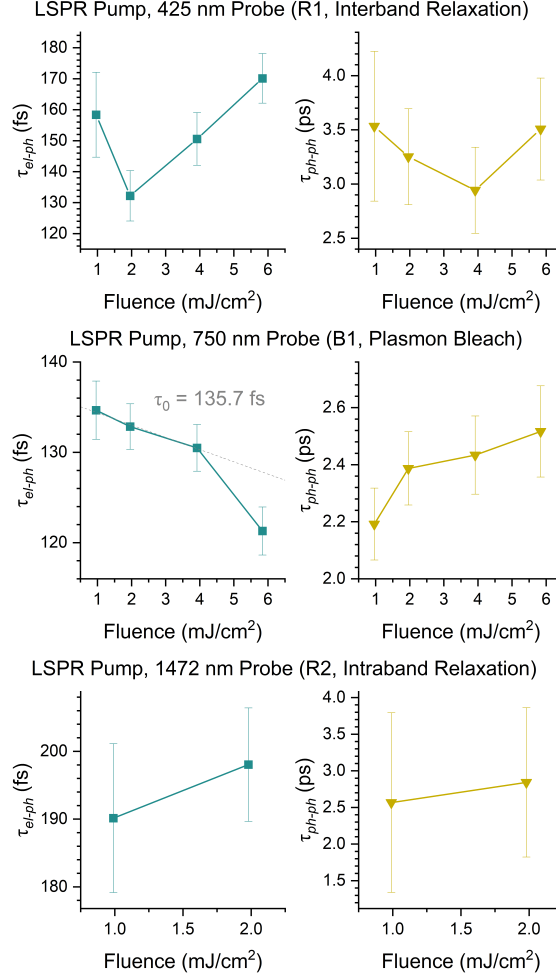 LSPR Pump, 425 nm Probe (R1, Interband Relaxation)
τel-ph (fs)
180
170
160
150
140
130
120
1 2 3 4 5 6
Fluence (mJ/cm²)
τph-ph (ps)
4.0
3.5
3.0
2.5
1 2 3 4 5 6
Fluence (mJ/cm²)
LSPR Pump, 750 nm Probe (B1, Plasmon Bleach)
τel-ph (fs)
140
130
120
τ0 = 135.7 fs
1 2 3 4 5 6
Fluence (mJ/cm²)
τph-ph (ps)
2.8
2.6
2.4
2.2
2.0
1 2 3 4 5 6
Fluence (mJ/cm²)
LSPR Pump, 1472 nm Probe (R2, Intraband Relaxation)
τel-ph (fs)
200
190
180
1.0 1.5 2.0
Fluence (mJ/cm²)
τph-ph (ps)
4.0
3.5
3.0
2.5
2.0
1.5
1.0 1.5 2.0
Fluence (mJ/cm²)